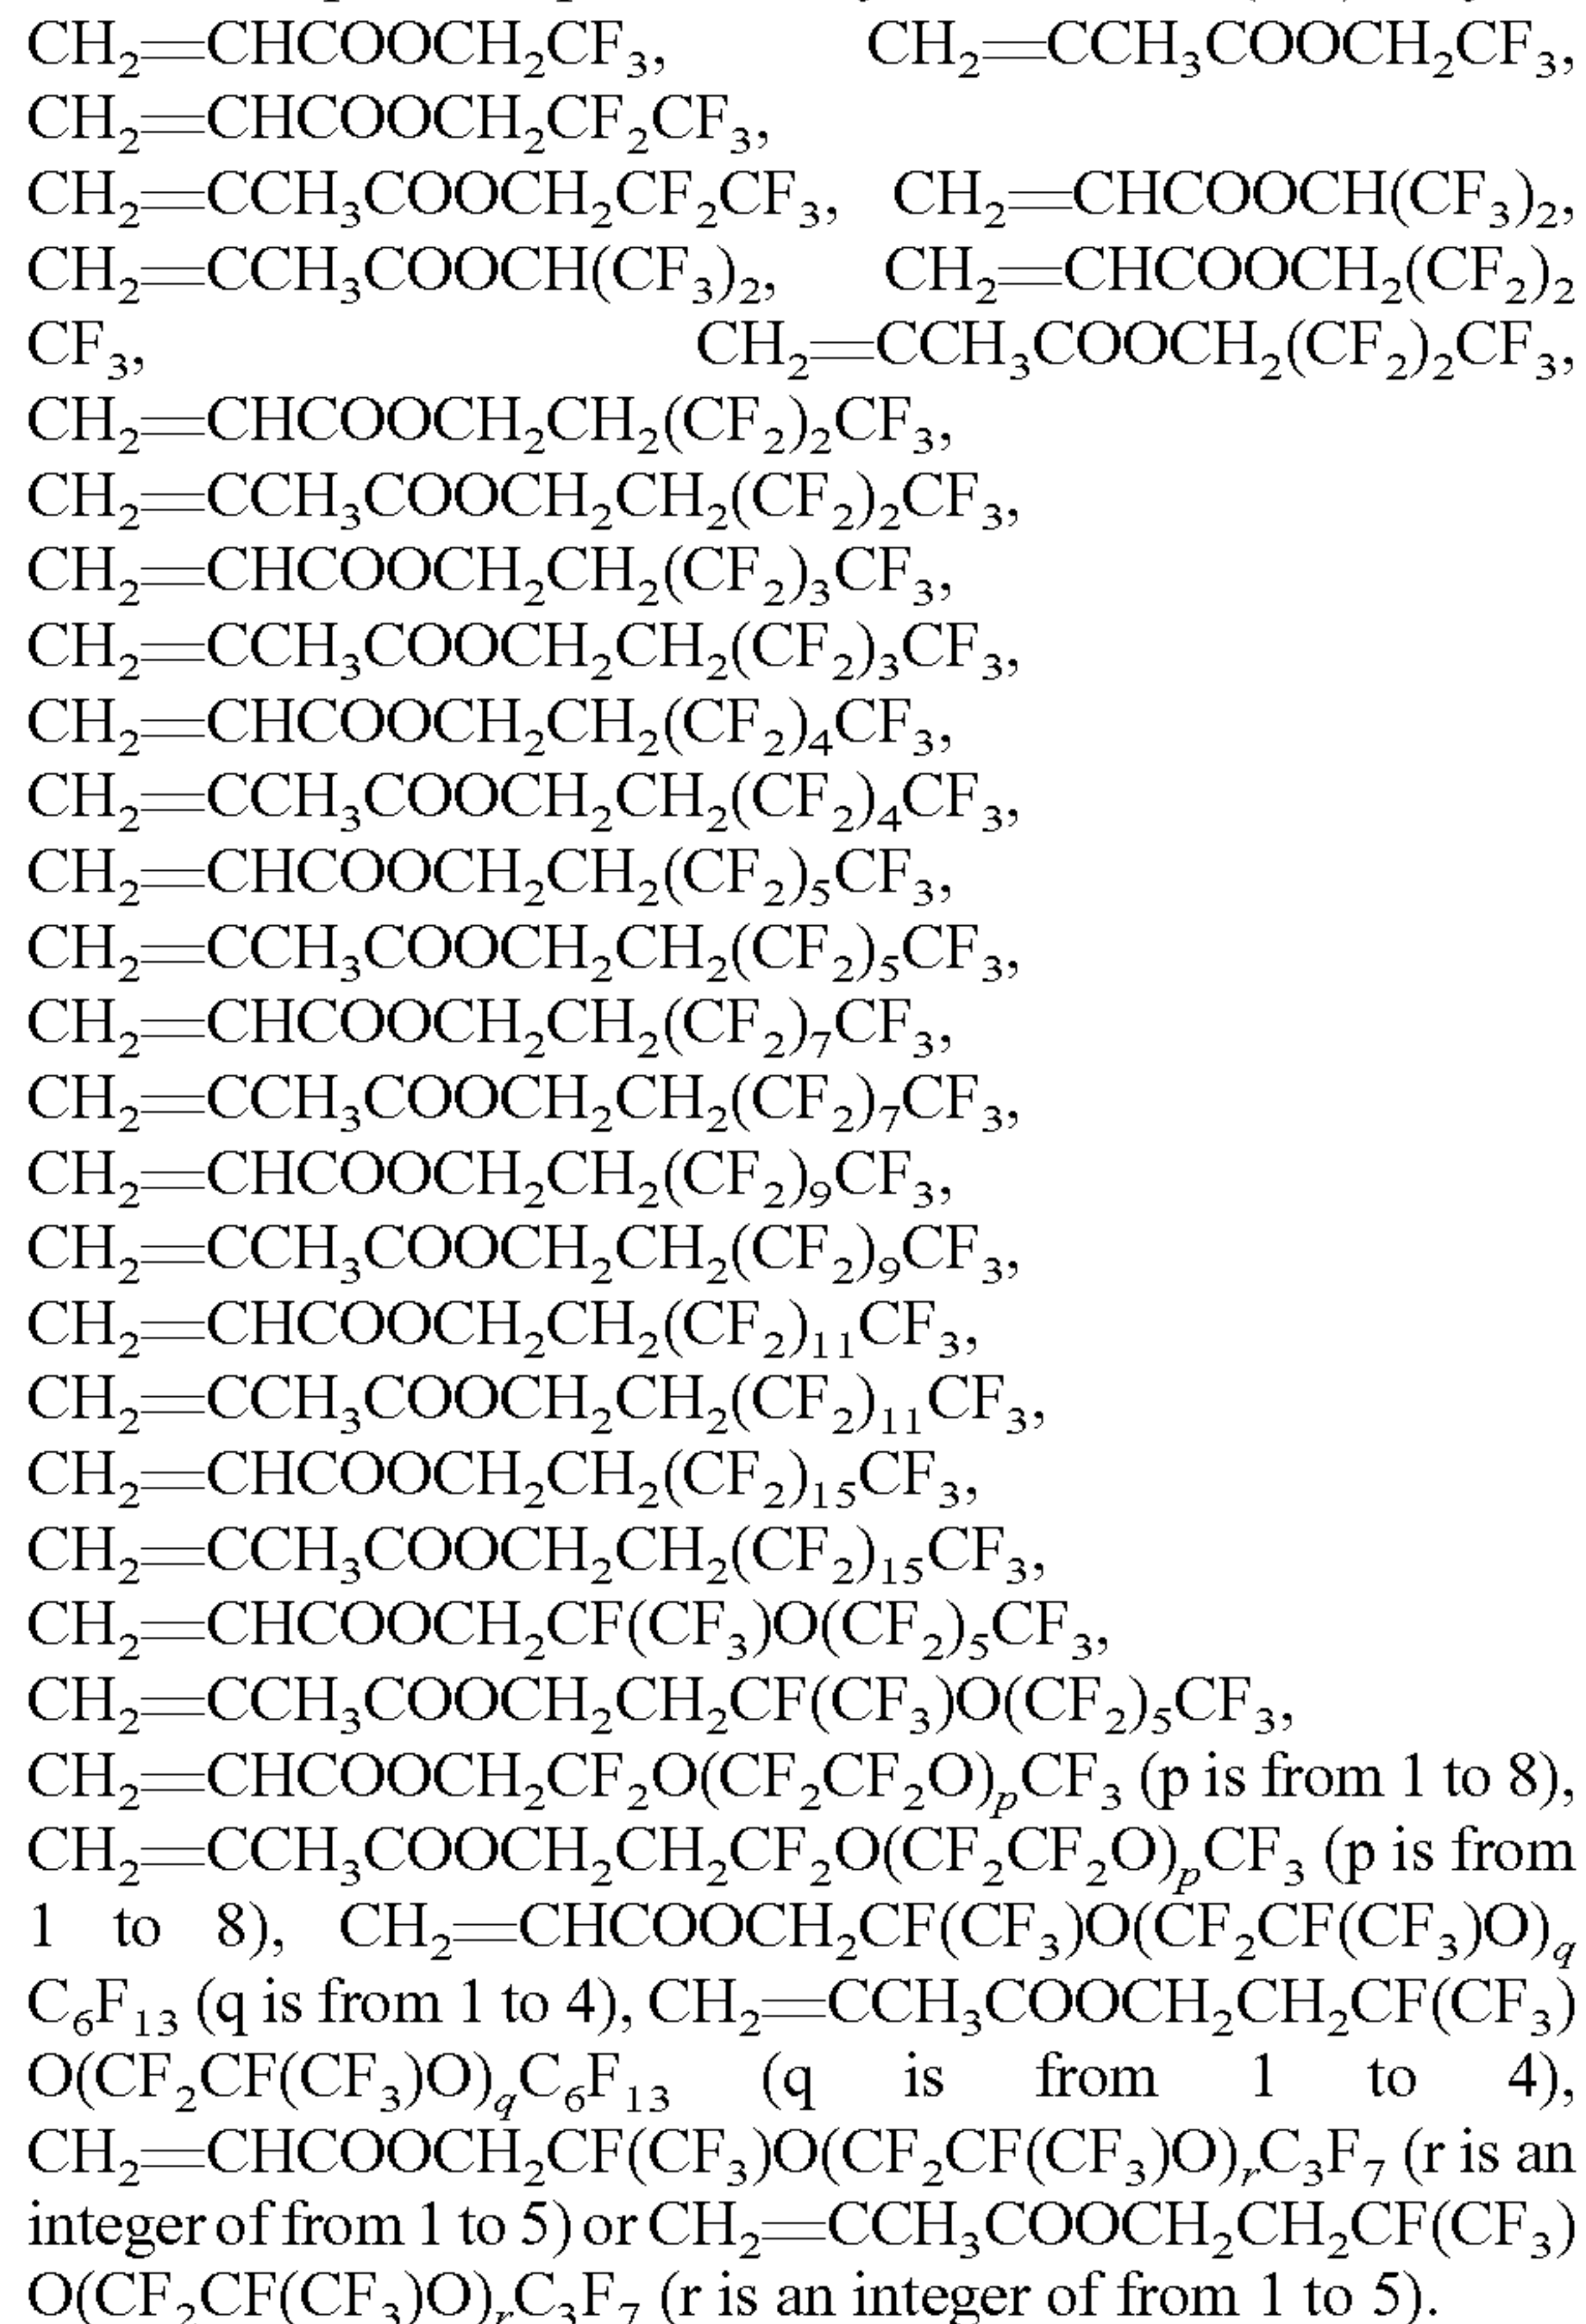 CH₂═CHCOOCH₂CF₃, CH₂═CCH₃COOCH₂CF₃,
CH₂═CHCOOCH₂CF₂CF₃,
CH₂═CCH₃COOCH₂CF₂CF₃, CH₂═CHCOOCH(CF₃)₂,
CH₂═CCH₃COOCH(CF₃)₂, CH₂═CHCOOCH₂(CF₂)₂
CF₃, CH₂═CCH₃COOCH₂(CF₂)₂CF₃,
CH₂═CHCOOCH₂CH₂(CF₂)₂CF₃,
CH₂═CCH₃COOCH₂CH₂(CF₂)₂CF₃,
CH₂═CHCOOCH₂CH₂(CF₂)₃CF₃,
CH₂═CCH₃COOCH₂CH₂(CF₂)₃CF₃,
CH₂═CHCOOCH₂CH₂(CF₂)₄CF₃,
CH₂═CCH₃COOCH₂CH₂(CF₂)₄CF₃,
CH₂═CHCOOCH₂CH₂(CF₂)₅CF₃,
CH₂═CCH₃COOCH₂CH₂(CF₂)₅CF₃,
CH₂═CHCOOCH₂CH₂(CF₂)₇CF₃,
CH₂═CCH₃COOCH₂CH₂(CF₂)₇CF₃,
CH₂═CHCOOCH₂CH₂(CF₂)₉CF₃,
CH₂═CCH₃COOCH₂CH₂(CF₂)₉CF₃,
CH₂═CHCOOCH₂CH₂(CF₂)₁₁CF₃,
CH₂═CCH₃COOCH₂CH₂(CF₂)₁₁CF₃,
CH₂═CHCOOCH₂CH₂(CF₂)₁₅CF₃,
CH₂═CCH₃COOCH₂CH₂(CF₂)₁₅CF₃,
CH₂═CHCOOCH₂CF(CF₃)O(CF₂)₅CF₃,
CH₂═CCH₃COOCH₂CH₂CF(CF₃)O(CF₂)₅CF₃,
CH₂═CHCOOCH₂CF₂O(CF₂CF₂O)ₚCF₃ (p is from 1 to 8),
CH₂═CCH₃COOCH₂CH₂CF₂O(CF₂CF₂O)ₚCF₃ (p is from
1 to 8), CH₂═CHCOOCH₂CF(CF₃)O(CF₂CF(CF₃)O)q
C₆F₁₃ (q is from 1 to 4), CH₂═CCH₃COOCH₂CH₂CF(CF₃)
O(CF₂CF(CF₃)O)qC₆F₁₃ (q is from 1 to 4),
CH₂═CHCOOCH₂CF(CF₃)O(CF₂CF(CF₃)O)ᵣC₃F₇ (r is an
integer of from 1 to 5) or CH₂═CCH₃COOCH₂CH₂CF(CF₃)
O(CF₂CF(CF₃)O)ᵣC₃F₇ (r is an integer of from 1 to 5).